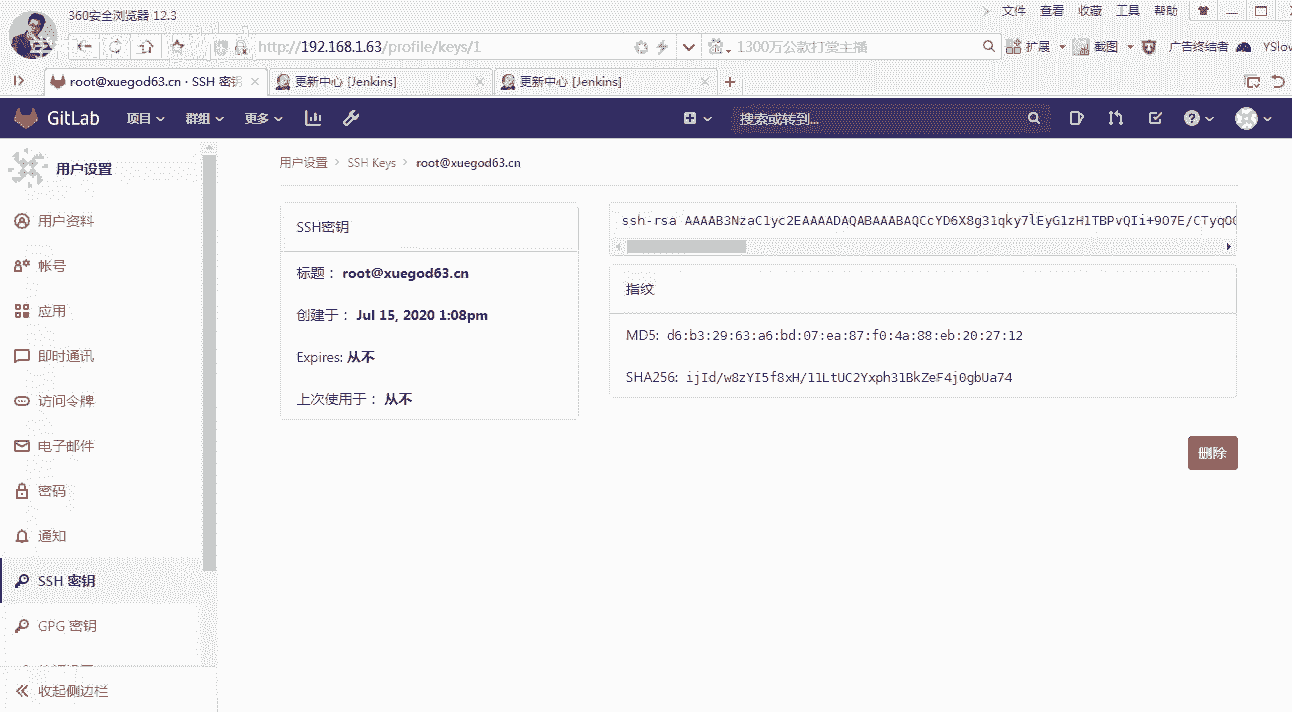 360安全浏览器 12.3
文件 查看 收藏 工具 帮助
http://192.168.1.63/profile/keys/1
1300万公款打赏主播
扩展 截图 广告终结者 YSlow
root@xuegod63.cn · SSH 密钥
更新中心 [Jenkins]
更新中心 [Jenkins]
GitLab 项目 群组 更多
搜索或转到...
用户设置
用户设置 > SSH Keys > root@xuegod63.cn
用户资料
帐号
应用
即时通讯
访问令牌
电子邮件
密码
通知
SSH 密钥
GPG 密钥
收起侧边栏
SSH密钥
标题： root@xuegod63.cn
创建于： Jul 15, 2020 1:08pm
Expires: 从不
上次使用于： 从不
ssh-rsa AAAAB3NzaC1yc2EAAAADAQABAAABAQCcYD6X8g31qky7lEyG1zH1TBPvQIi+9O7E/CTyqO
指纹
MD5: d6:b3:29:63:a6:bd:07:ea:87:f0:4a:88:eb:20:27:12
SHA256: ijId/w8zYI5f8xH/11LtUC2Yxph31BkZeF4j0gbUa74
删除